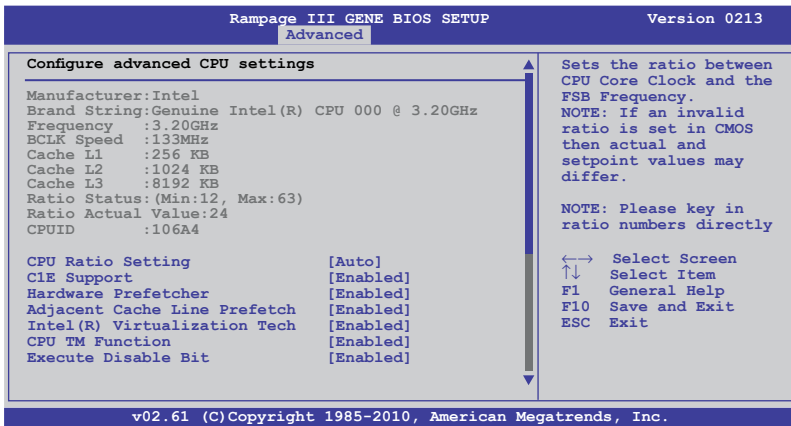 Rampage III GENE BIOS SETUP Version 0213
Advanced
Configure advanced CPU settings
Manufacturer:Intel
Brand String:Genuine Intel(R) CPU 000 @ 3.20GHz
Frequency :3.20GHz
BCLK Speed :133MHz
Cache L1 :256 KB
Cache L2 :1024 KB
Cache L3 :8192 KB
Ratio Status:(Min:12, Max:63)
Ratio Actual Value:24
CPUID :106A4
CPU Ratio Setting [Auto]
C1E Support [Enabled]
Hardware Prefetcher [Enabled]
Adjacent Cache Line Prefetch [Enabled]
Intel(R) Virtualization Tech [Enabled]
CPU TM Function [Enabled]
Execute Disable Bit [Enabled]
Sets the ratio between
CPU Core Clock and the
FSB Frequency.
NOTE: If an invalid
ratio is set in CMOS
then actual and
setpoint values may
differ.
NOTE: Please key in
ratio numbers directly
←→ Select Screen
↑↓ Select Item
F1 General Help
F10 Save and Exit
ESC Exit
v02.61 (C)Copyright 1985-2010, American Megatrends, Inc.